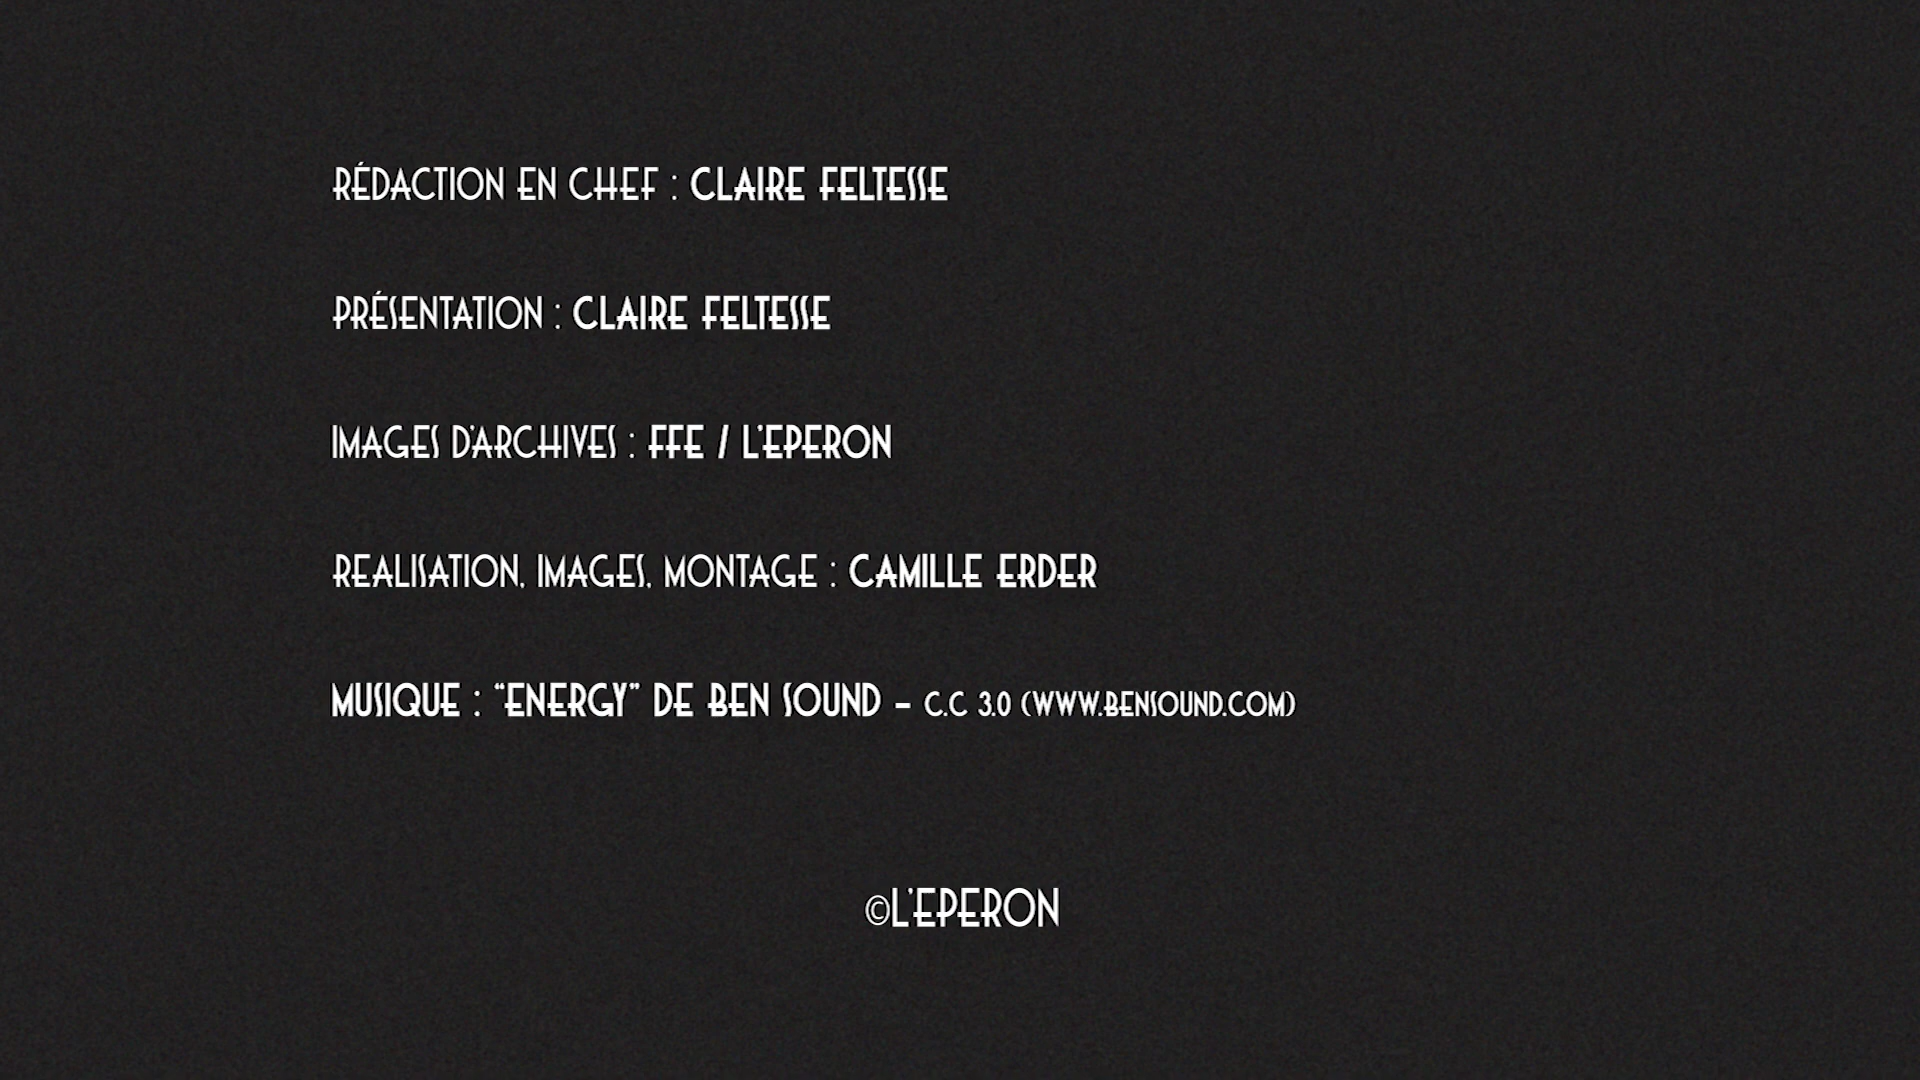 RÉDACTION EN CHEF : CLAIRE FELTESSE
PRÉSENTATION : CLAIRE FELTESSE
IMAGES D'ARCHIVES : FFE / L'EPERON
REALISATION, IMAGES, MONTAGE : CAMILLE ERDER
MUSIQUE : “ENERGY” DE BEN SOUND – C.C 3.0 (WWW.BENSOUND.COM)
©L'EPERON